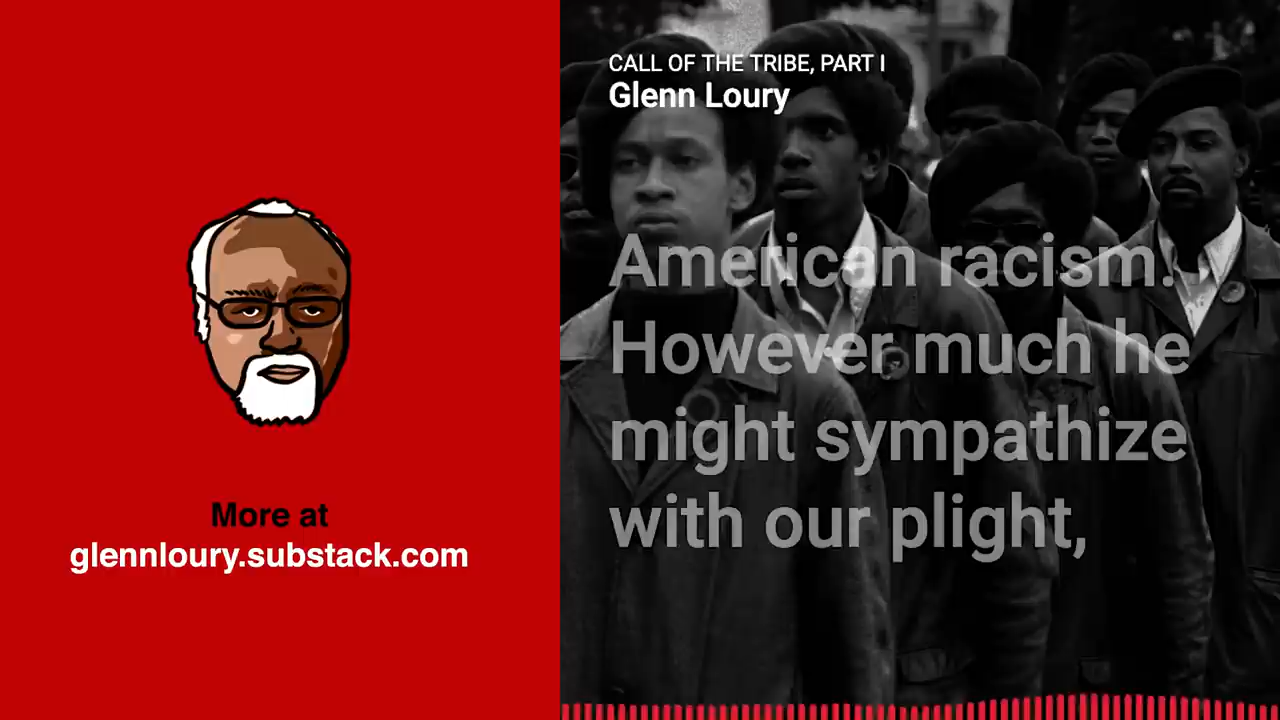 More at
glennloury.substack.com
CALL OF THE TRIBE, PART I
Glenn Loury
American racism.
However much he
might sympathize
with our plight,